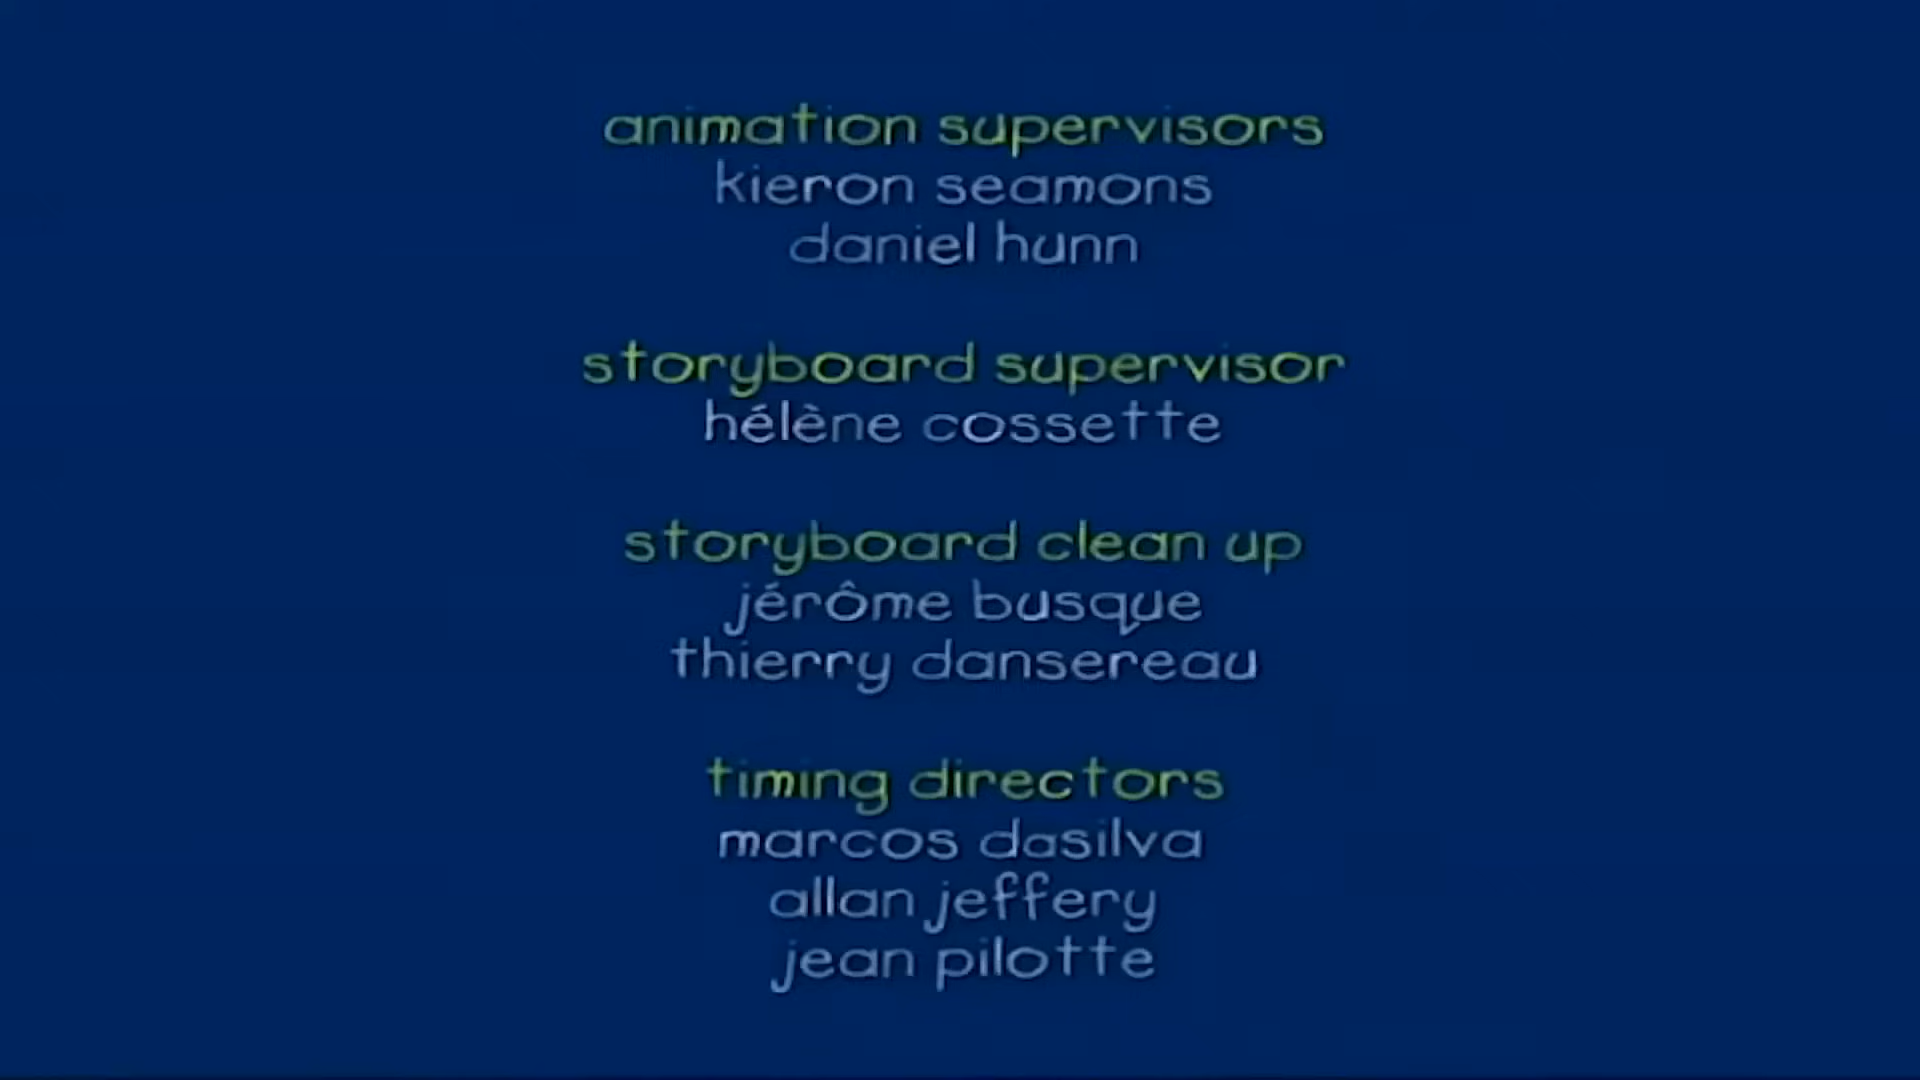 animation supervisors
kieron seamons
daniel hunn
storyboard supervisor
hélène cossette
storyboard clean up
jérôme busque
thierry dansereau
timing directors
marcos dasilva
allan jeffery
jean pilotte